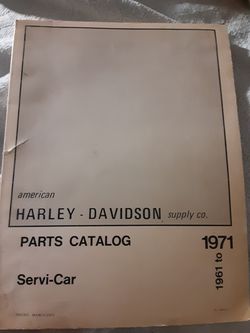 american
HARLEY - DAVIDSON supply co.
PARTS CATALOG
1961 to 1971
Servi-Car